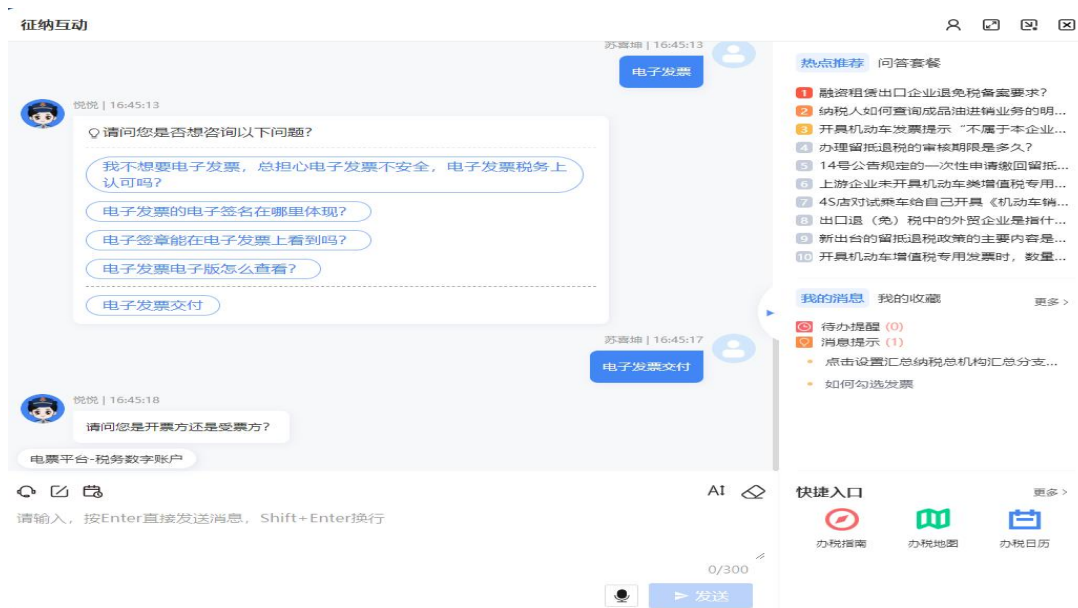 征纳互动
苏喜坤 | 16:45:13
电子发票
悦悦 | 16:45:13
请问您是否想咨询以下问题?
我不想要电子发票，总担心电子发票不安全，电子发票税务上
认可吗?
电子发票的电子签名在哪里体现?
电子签章能在电子发票上看到吗?
电子发票电子版怎么查看?
电子发票交付
苏喜坤 | 16:45:17
电子发票交付
悦悦 | 16:45:18
请问您是开票方还是受票方?
电票平台-税务数字账户
AI
请输入，按Enter直接发送消息，Shift+Enter换行
0/300
发送
热点推荐 问答套餐
1 融资租赁出口企业退免税备案要求?
2 纳税人如何查询成品油进销业务的明...
3 开具机动车发票提示“不属于本企业...
4 办理留抵退税的审核期限是多久?
5 14号公告规定的一次性申请缴回留抵...
6 上游企业未开具机动车类增值税专用...
7 4S店对试乘车给自己开具《机动车销...
8 出口退（免）税中的外贸企业是指什...
9 新出台的留抵退税政策的主要内容是...
10 开具机动车增值税专用发票时，数量...
我的消息 我的收藏 更多 >
待办提醒 (0)
消息提示 (1)
点击设置汇总纳税总机构汇总分支...
如何勾选发票
快捷入口 更多 >
办税指南 办税地图 办税日历